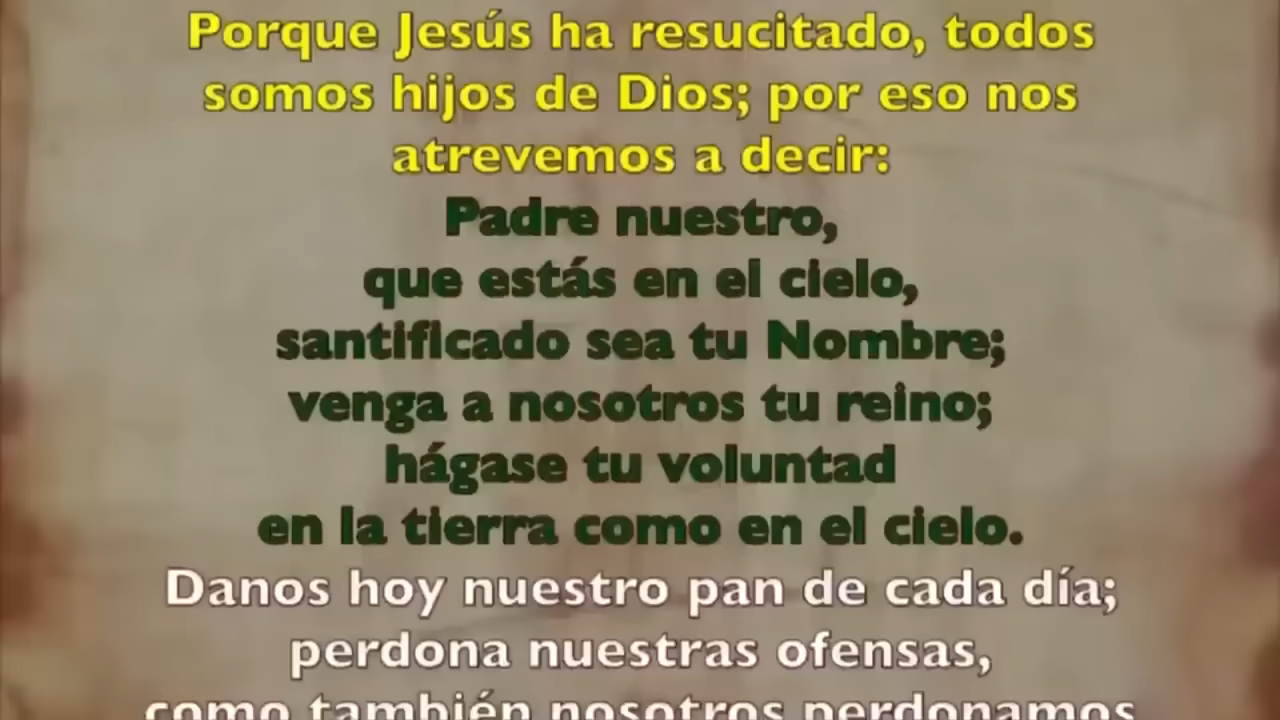 Porque Jesús ha resucitado, todos
somos hijos de Dios; por eso nos
atrevemos a decir:
Padre nuestro,
que estás en el cielo,
santificado sea tu Nombre;
venga a nosotros tu reino;
hágase tu voluntad
en la tierra como en el cielo.
Danos hoy nuestro pan de cada día;
perdona nuestras ofensas,
como también nosotros perdonamos